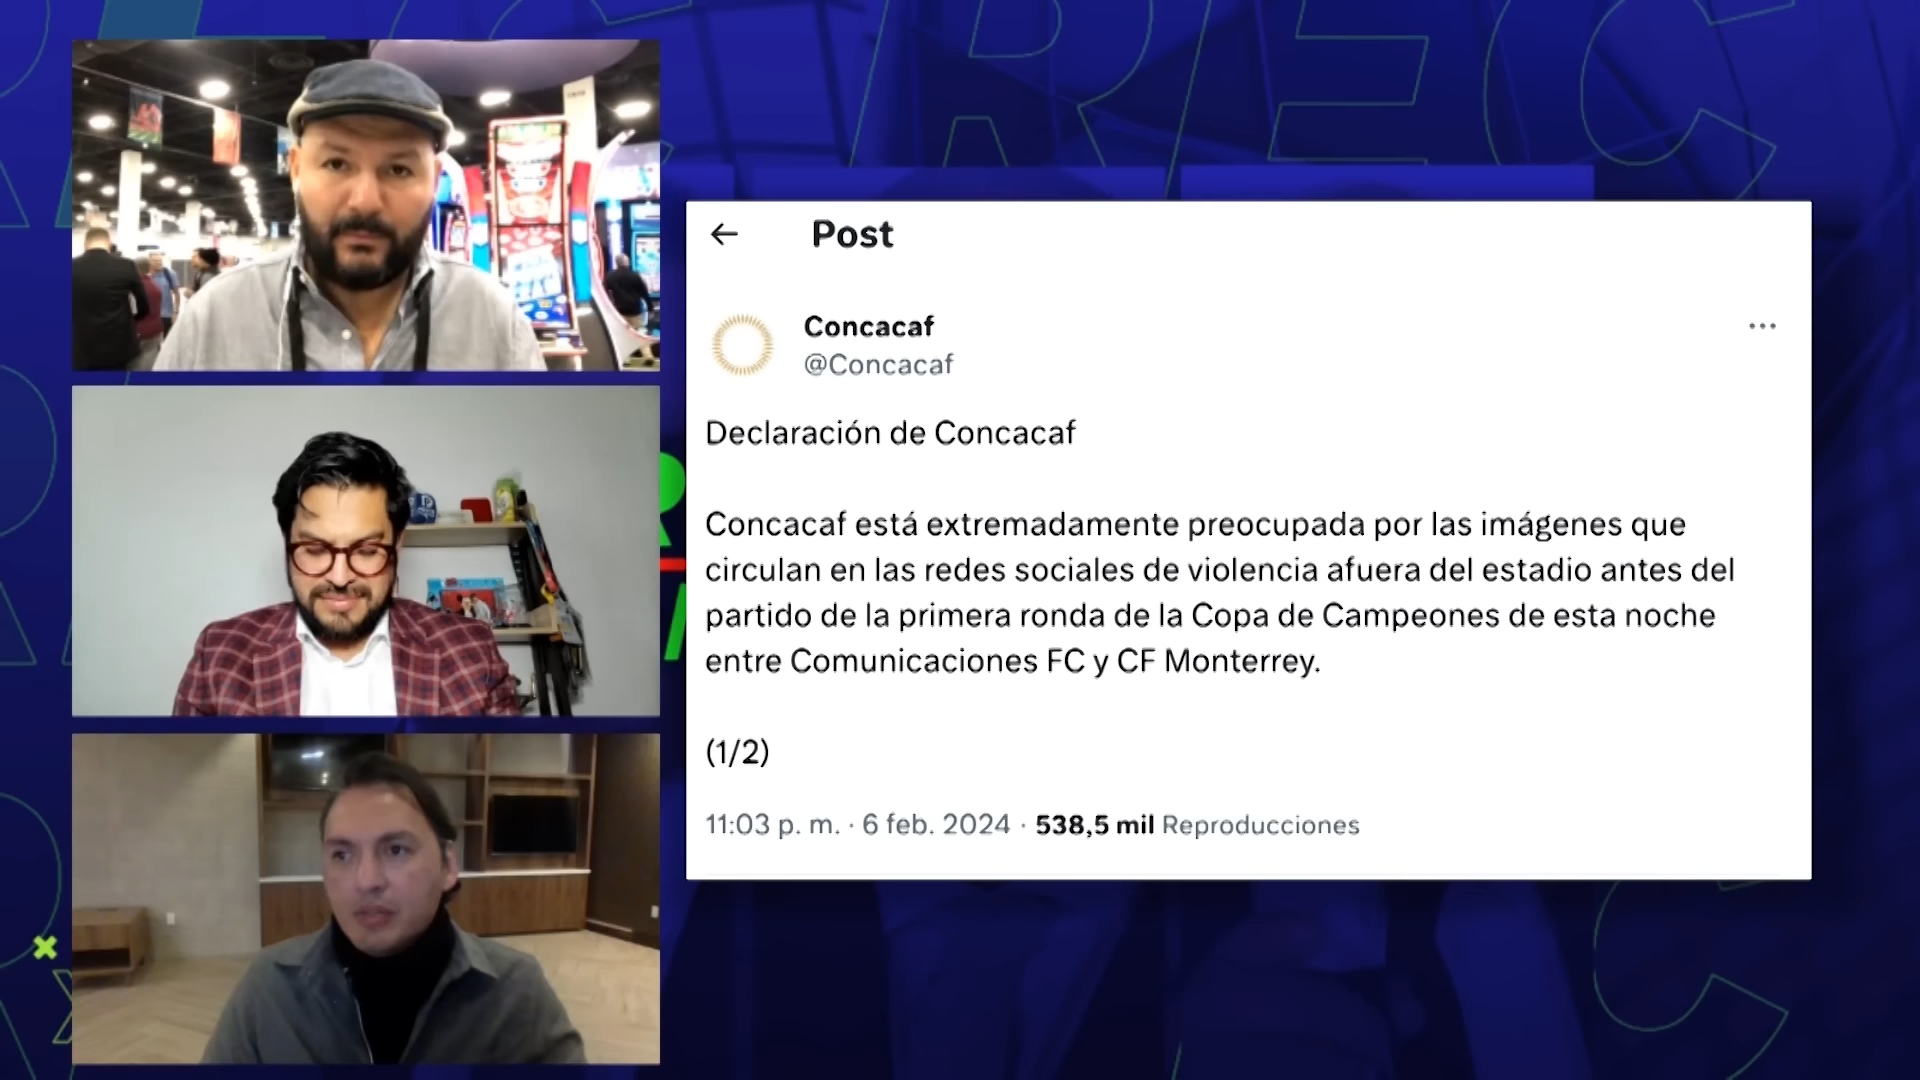 Post
Concacaf
@Concacaf
Declaración de Concacaf
Concacaf está extremadamente preocupada por las imágenes que
circulan en las redes sociales de violencia afuera del estadio antes del
partido de la primera ronda de la Copa de Campeones de esta noche
entre Comunicaciones FC y CF Monterrey.
(1/2)
11:03 p. m. · 6 feb. 2024 · 538,5 mil Reproducciones